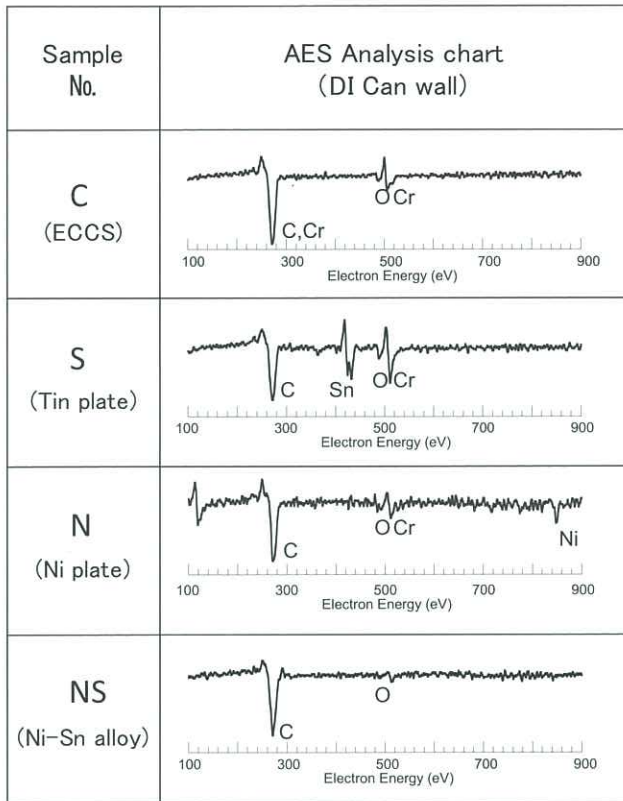 Sample
No.
AES Analysis chart
(DI Can wall)
C
(ECCS)
C,Cr
O Cr
100 300 500 700 900
Electron Energy (eV)
S
(Tin plate)
C
Sn
O Cr
100 300 500 700 900
Electron Energy (eV)
N
(Ni plate)
C
O Cr
Ni
100 300 500 700 900
Electron Energy (eV)
NS
(Ni-Sn alloy)
C
O
100 300 500 700 900
Electron Energy (eV)